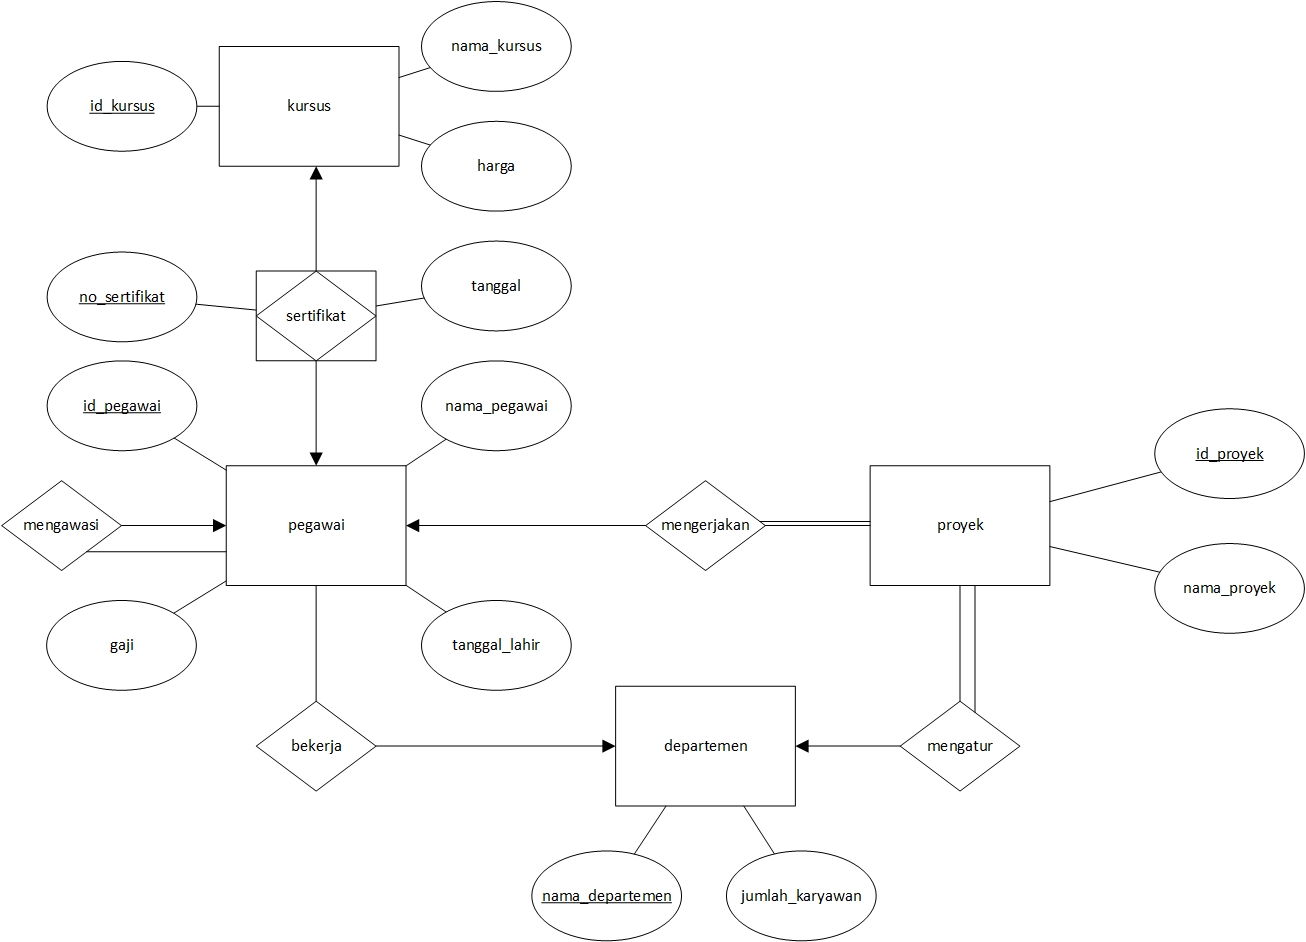 nama_kursus
id_kursus
kursus
harga
no_sertifikat
sertifikat
tanggal
id_pegawai
nama_pegawai
id_proyek
mengawasi
pegawai
mengerjakan
proyek
nama_proyek
gaji
tanggal_lahir
bekerja
departemen
mengatur
nama_departemen
jumlah_karyawan